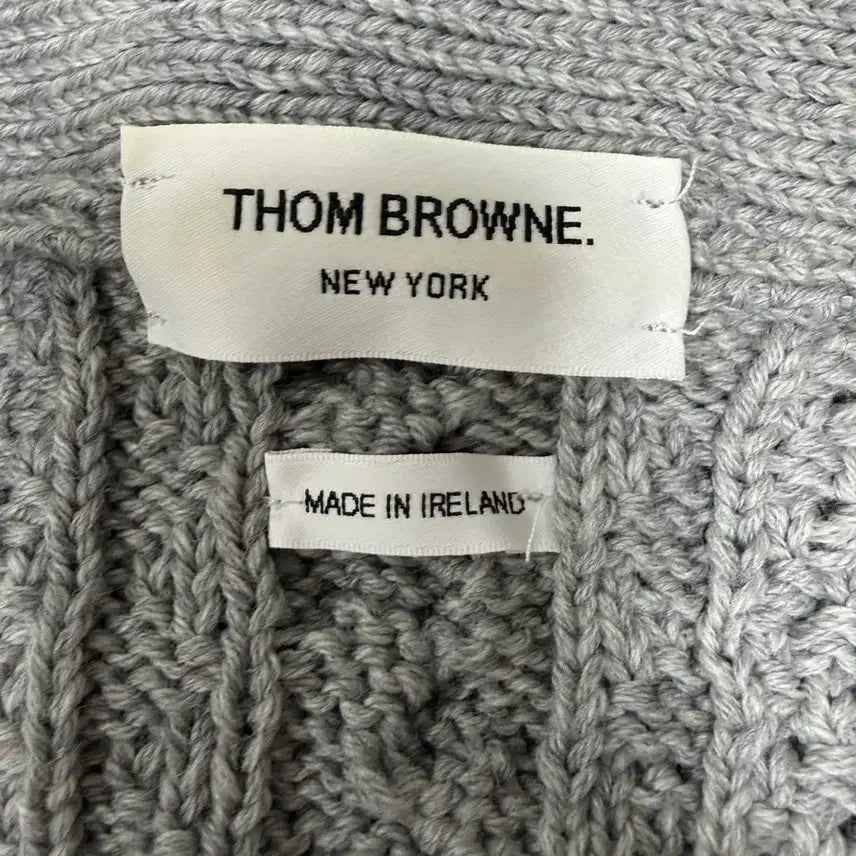 THOM BROWNE.
NEW YORK
MADE IN IRELAND